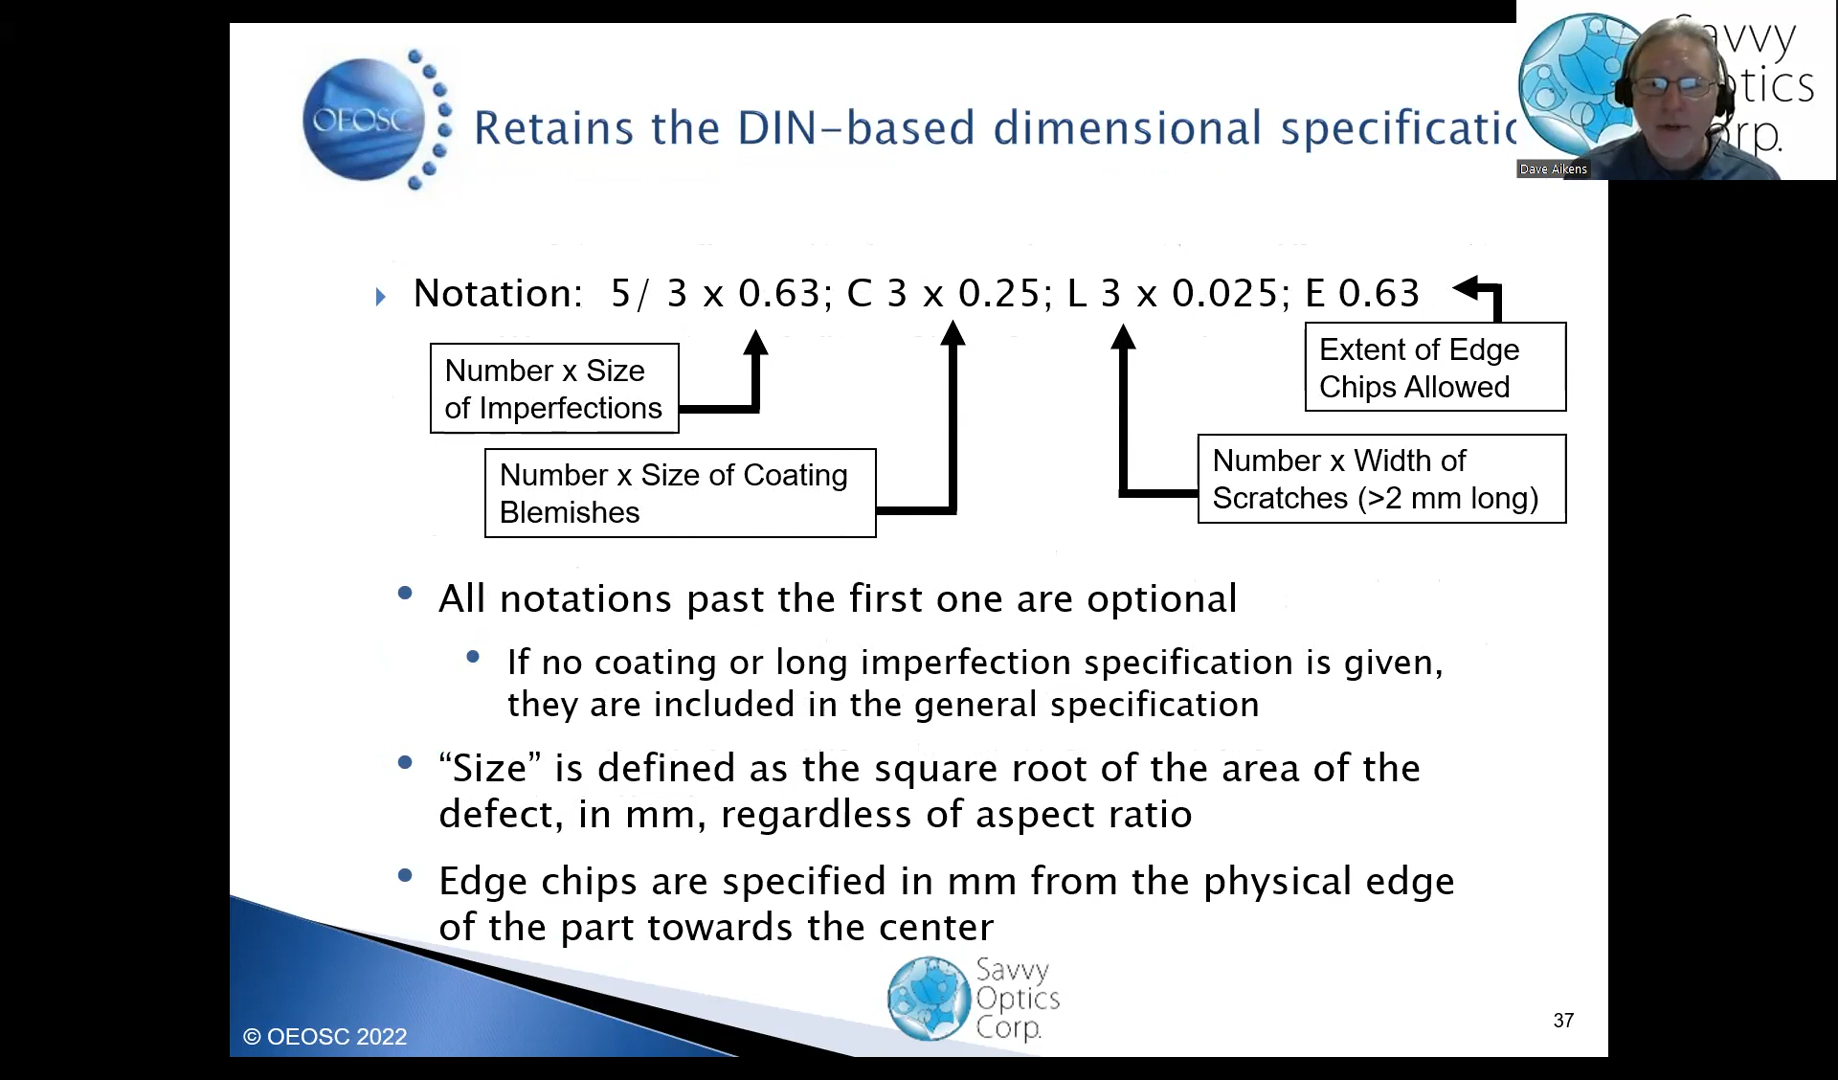 OEOSC
Retains the DIN-based dimensional specificatio
Savvy
Optics
Corp.
Dave Aikens
Notation: 5/ 3 x 0.63; C 3 x 0.25; L 3 x 0.025; E 0.63
Extent of Edge
Chips Allowed
Number x Size
of Imperfections
Number x Width of
Scratches (>2 mm long)
Number x Size of Coating
Blemishes
All notations past the first one are optional
If no coating or long imperfection specification is given,
they are included in the general specification
“Size” is defined as the square root of the area of the
defect, in mm, regardless of aspect ratio
Edge chips are specified in mm from the physical edge
of the part towards the center
Savvy
Optics
Corp.
© OEOSC 2022
37